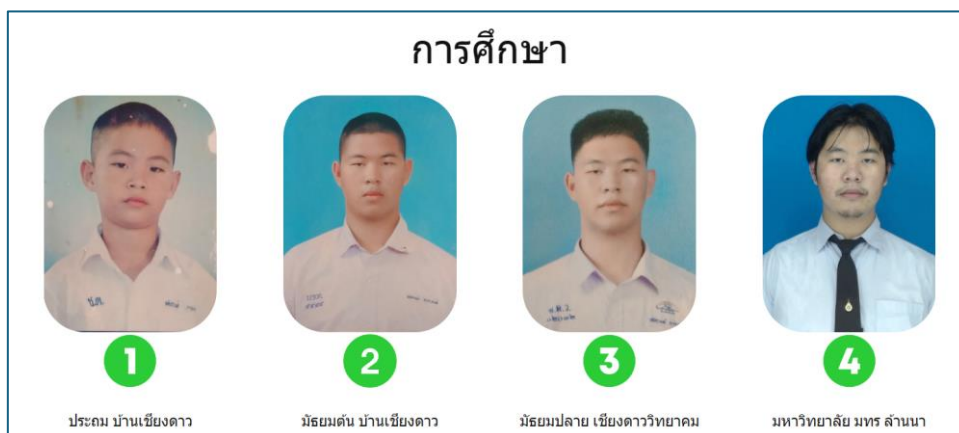 การศึกษา
1
2
3
4
ประถม บ้านเชียงดาว
มัธยมต้น บ้านเชียงดาว
มัธยมปลาย เชียงดาววิทยาคม
มหาวิทยาลัย มทร ล้านนา